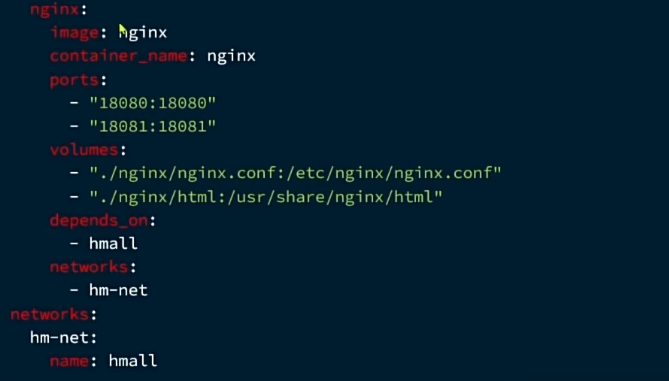 nginx:
image: nginx
container_name: nginx
ports:
- "18080:18080"
- "18081:18081"
volumes:
- "./nginx/nginx.conf:/etc/nginx/nginx.conf"
- "./nginx/html:/usr/share/nginx/html"
depends_on:
- hmall
networks:
- hm-net
networks:
hm-net:
name: hmall